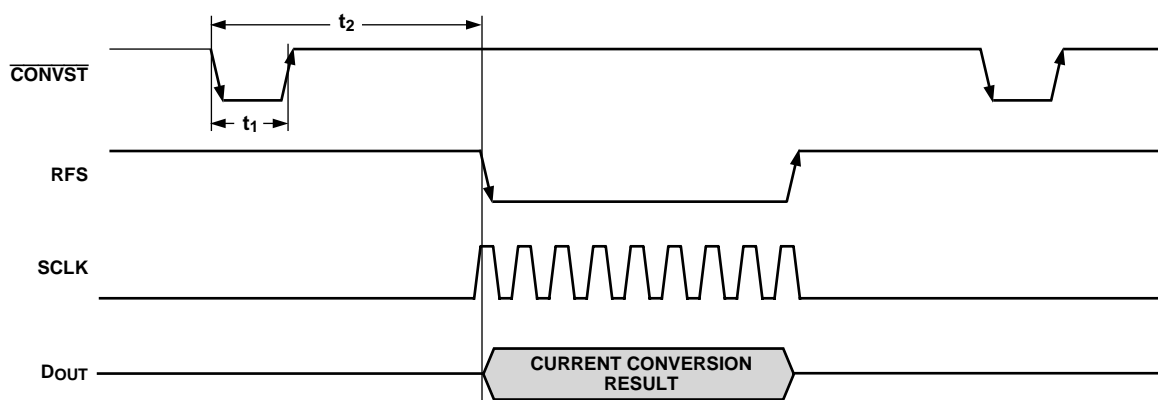 t2
CONVST
t1
RFS
SCLK
DOUT
CURRENT CONVERSION
RESULT